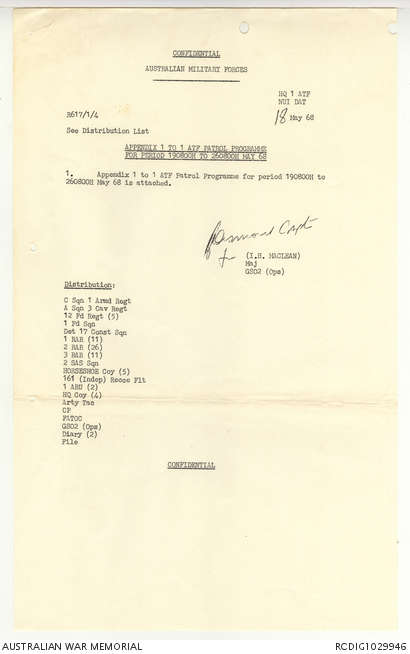 CONFIDENTIAL
AUSTRALIAN MILITARY FORCES
HQ 1 ATF
NUI DAT
R617/1/4
18 May 68
See Distribution List
APPENDIX 1 TO 1 ATF PATROL PROGRAMME
FOR PERIOD 190800H TO 260800H MAY 68
1. Appendix 1 to 1 ATF Patrol Programme for period 190800H to
260800H May 68 is attached.
Capt
(I.H. MACLEAN)
Maj
GSO2 (Ops)
Distribution:
C Sqn 1 Armd Regt
A Sqn 3 Cav Regt
12 Fd Regt (5)
1 Fd Sqn
Det 17 Const Sqn
1 RAR (11)
2 RAR (26)
3 RAR (11)
2 SAS Sqn
HORSESHOE Coy (5)
161 (Indep) Recce Flt
1 ARU (2)
HQ Coy (4)
Arty Tac
CP
FATOC
GSO2 (Ops)
Diary (2)
File
CONFIDENTIAL
AUSTRALIAN WAR MEMORIAL
RCDIG1029946